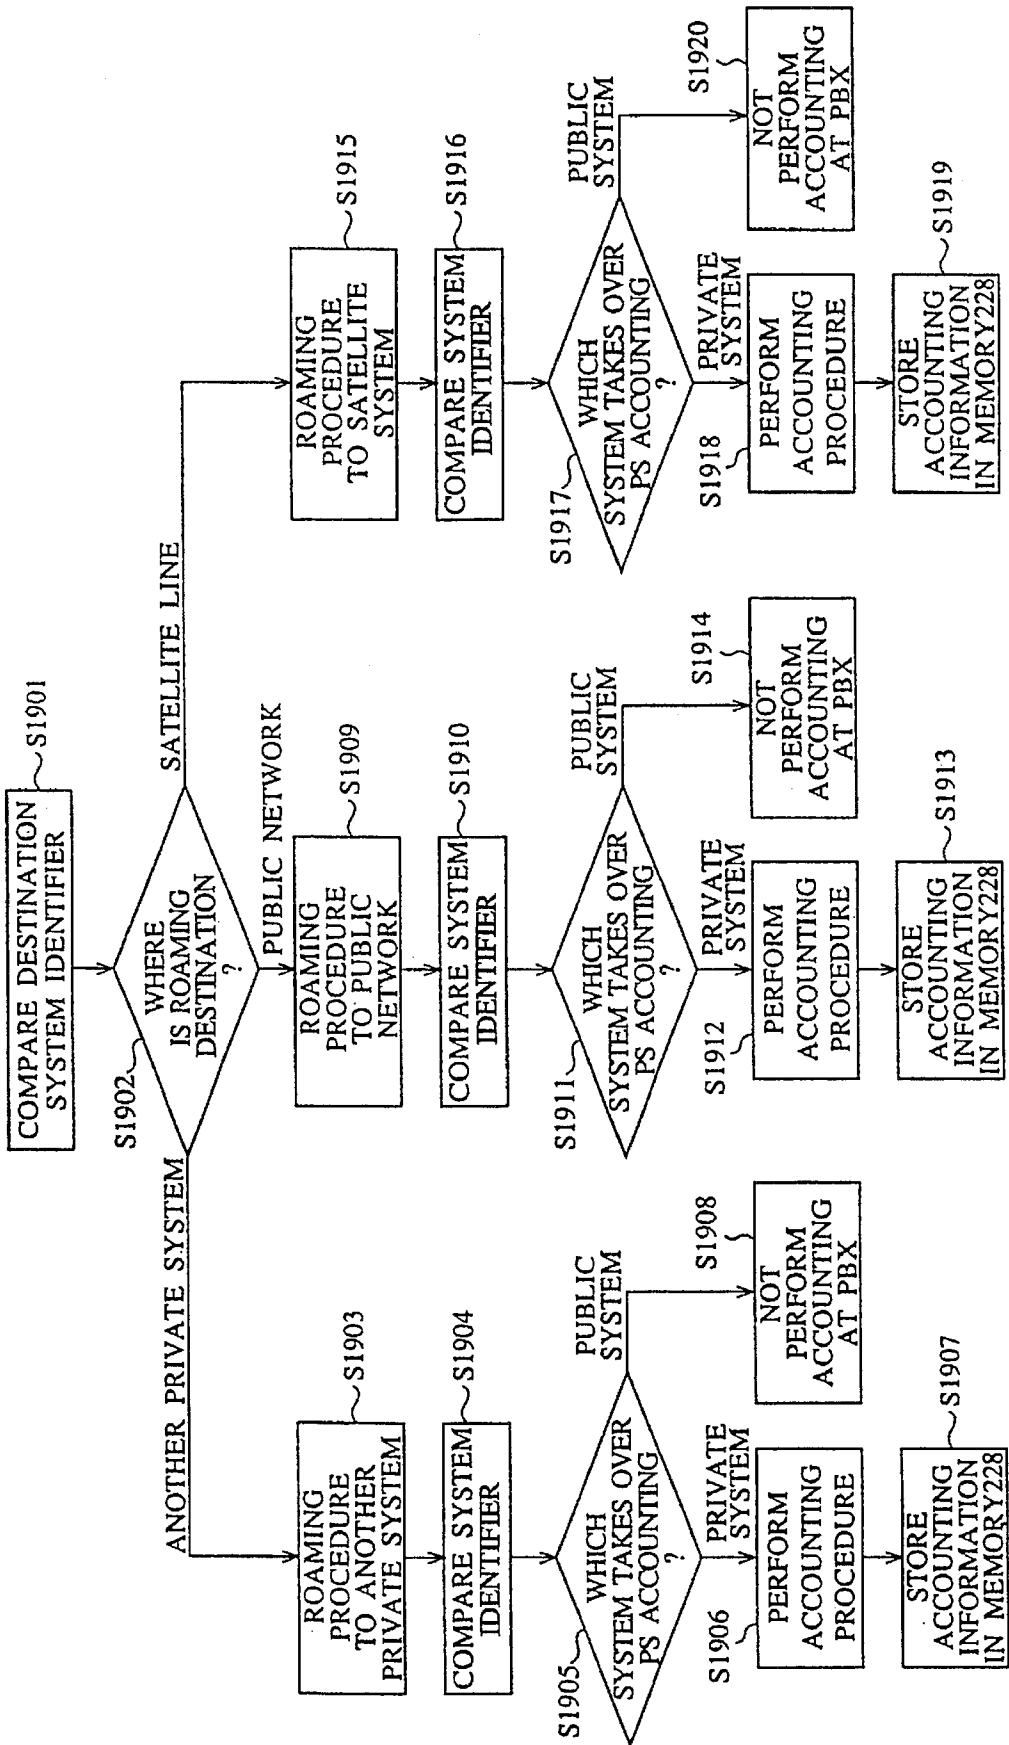 COMPARE DESTINATION
SYSTEM IDENTIFIER
S1901
WHERE
IS ROAMING
DESTINATION
?
S1902
ANOTHER PRIVATE SYSTEM
PUBLIC NETWORK
SATELLITE LINE
ROAMING
PROCEDURE
TO ANOTHER
PRIVATE SYSTEM
S1903
COMPARE SYSTEM
IDENTIFIER
S1904
WHICH
SYSTEM TAKES OVER
PS ACCOUNTING
?
S1905
PUBLIC
SYSTEM
PRIVATE
SYSTEM
PERFORM
ACCOUNTING
PROCEDURE
S1906
STORE
ACCOUNTING
INFORMATION
IN MEMORY228
S1907
NOT
PERFORM
ACCOUNTING
AT PBX
S1908
ROAMING
PROCEDURE
TO PUBLIC
NETWORK
S1909
COMPARE SYSTEM
IDENTIFIER
S1910
WHICH
SYSTEM TAKES OVER
PS ACCOUNTING
?
S1911
PUBLIC
SYSTEM
PRIVATE
SYSTEM
PERFORM
ACCOUNTING
PROCEDURE
S1912
STORE
ACCOUNTING
INFORMATION
IN MEMORY228
S1913
NOT
PERFORM
ACCOUNTING
AT PBX
S1914
ROAMING
PROCEDURE
TO SATELLITE
SYSTEM
S1915
COMPARE SYSTEM
IDENTIFIER
S1916
WHICH
SYSTEM TAKES OVER
PS ACCOUNTING
?
S1917
PUBLIC
SYSTEM
PRIVATE
SYSTEM
PERFORM
ACCOUNTING
PROCEDURE
S1918
STORE
ACCOUNTING
INFORMATION
IN MEMORY228
S1919
NOT
PERFORM
ACCOUNTING
AT PBX
S1920